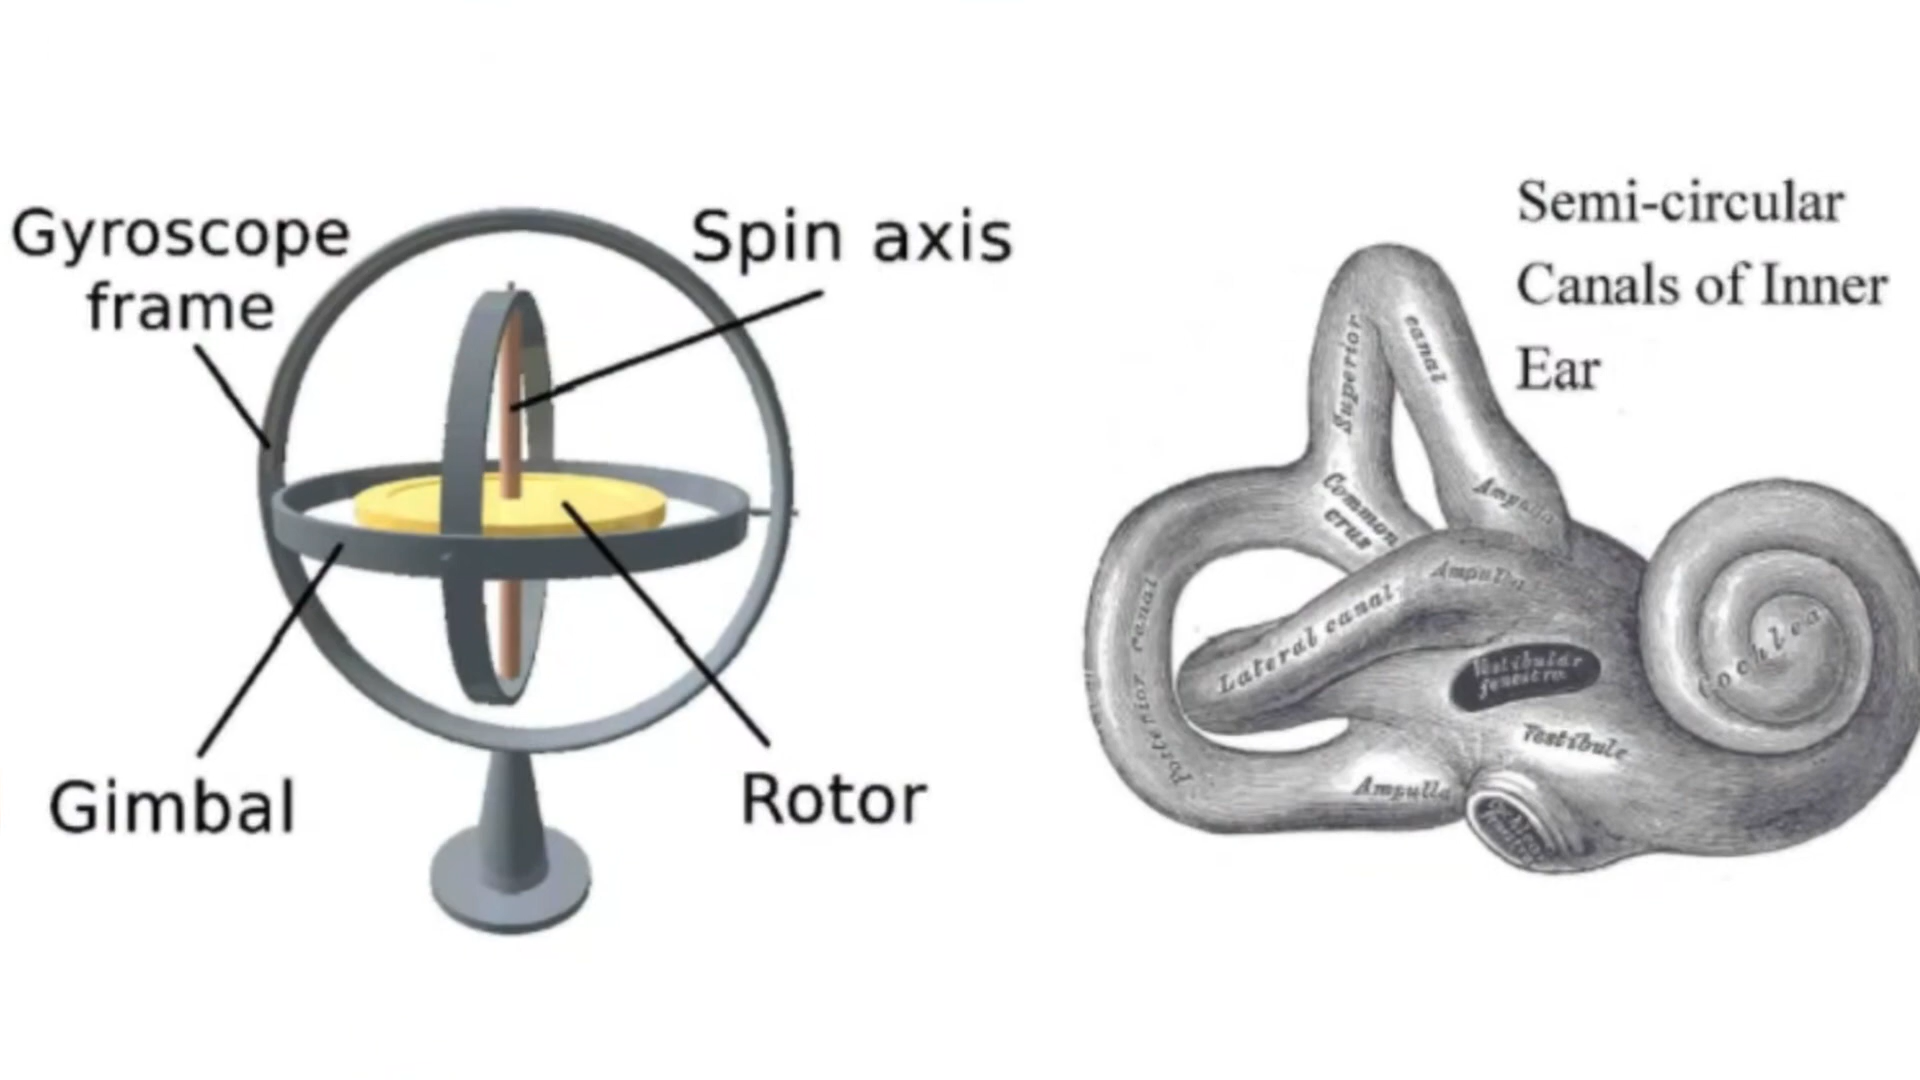 Gyroscope
frame
Spin axis
Gimbal
Rotor
Semi-circular
Canals of Inner
Ear
Superior
canal
Common
crus
Ampulla
Ampulla
Lateral canal
Posterior canal
Vestibular
fenestra
Vestibule
Ampulla
Cochlea